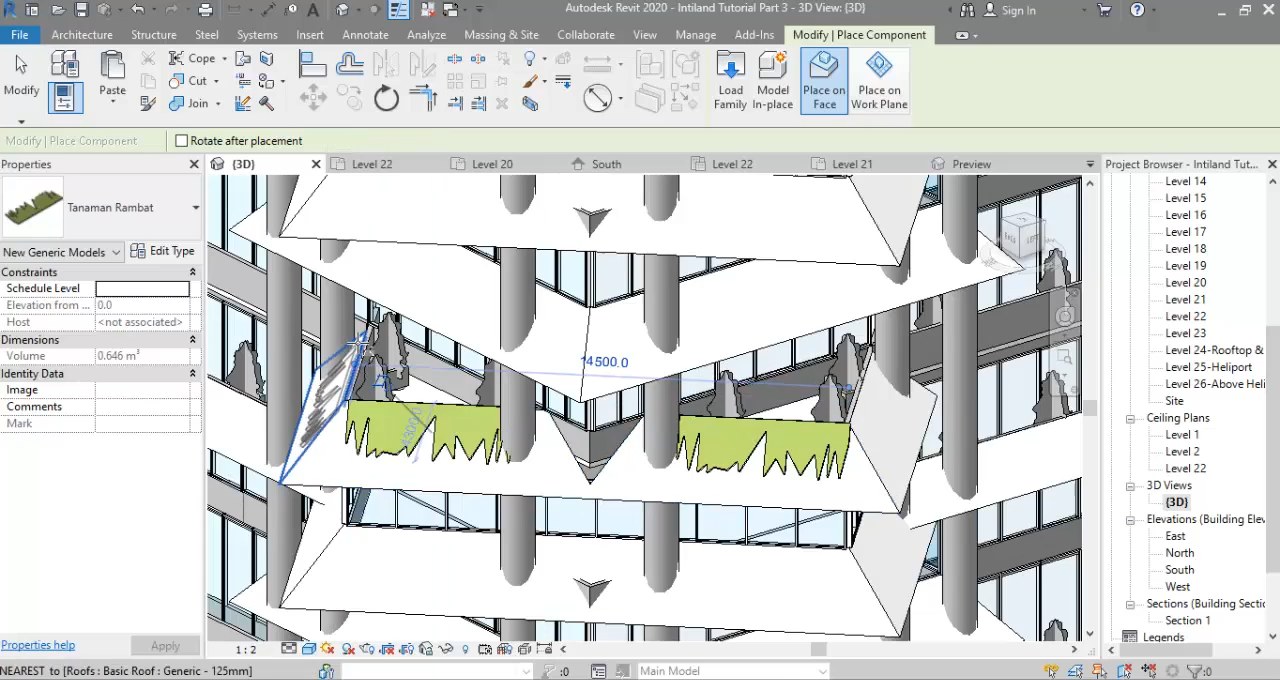 Autodesk Revit 2020 - Intiland Tutorial Part 3 - 3D View: {3D}
Sign In
File Architecture Structure Steel Systems Insert Annotate Analyze Massing & Site Collaborate View Manage Add-Ins Modify | Place Component
Modify Paste Cope Cut Join Load Family Model In-place Place on Face Place on Work Plane
Modify | Place Component Rotate after placement
Properties {3D} Level 22 Level 20 South Level 22 Level 21 Preview Project Browser - Intiland Tut...
Tanaman Rambat
New Generic Models Edit Type
Constraints
Schedule Level
Elevation from ... 0.0
Host <not associated>
Dimensions
Volume 0.646 m³
Identity Data
Image
Comments
Mark
Properties help Apply
14500.0
BACK LEFT
Level 14
Level 15
Level 16
Level 17
Level 18
Level 19
Level 20
Level 21
Level 22
Level 23
Level 24-Rooftop &
Level 25-Heliport
Level 26-Above Heli
Site
Ceiling Plans
Level 1
Level 2
Level 22
3D Views
{3D}
Elevations (Building Elev
East
North
South
West
Sections (Building Sectio
Section 1
Legends
1 : 2
NEAREST to [Roofs : Basic Roof : Generic - 125mm] :0 Main Model :0